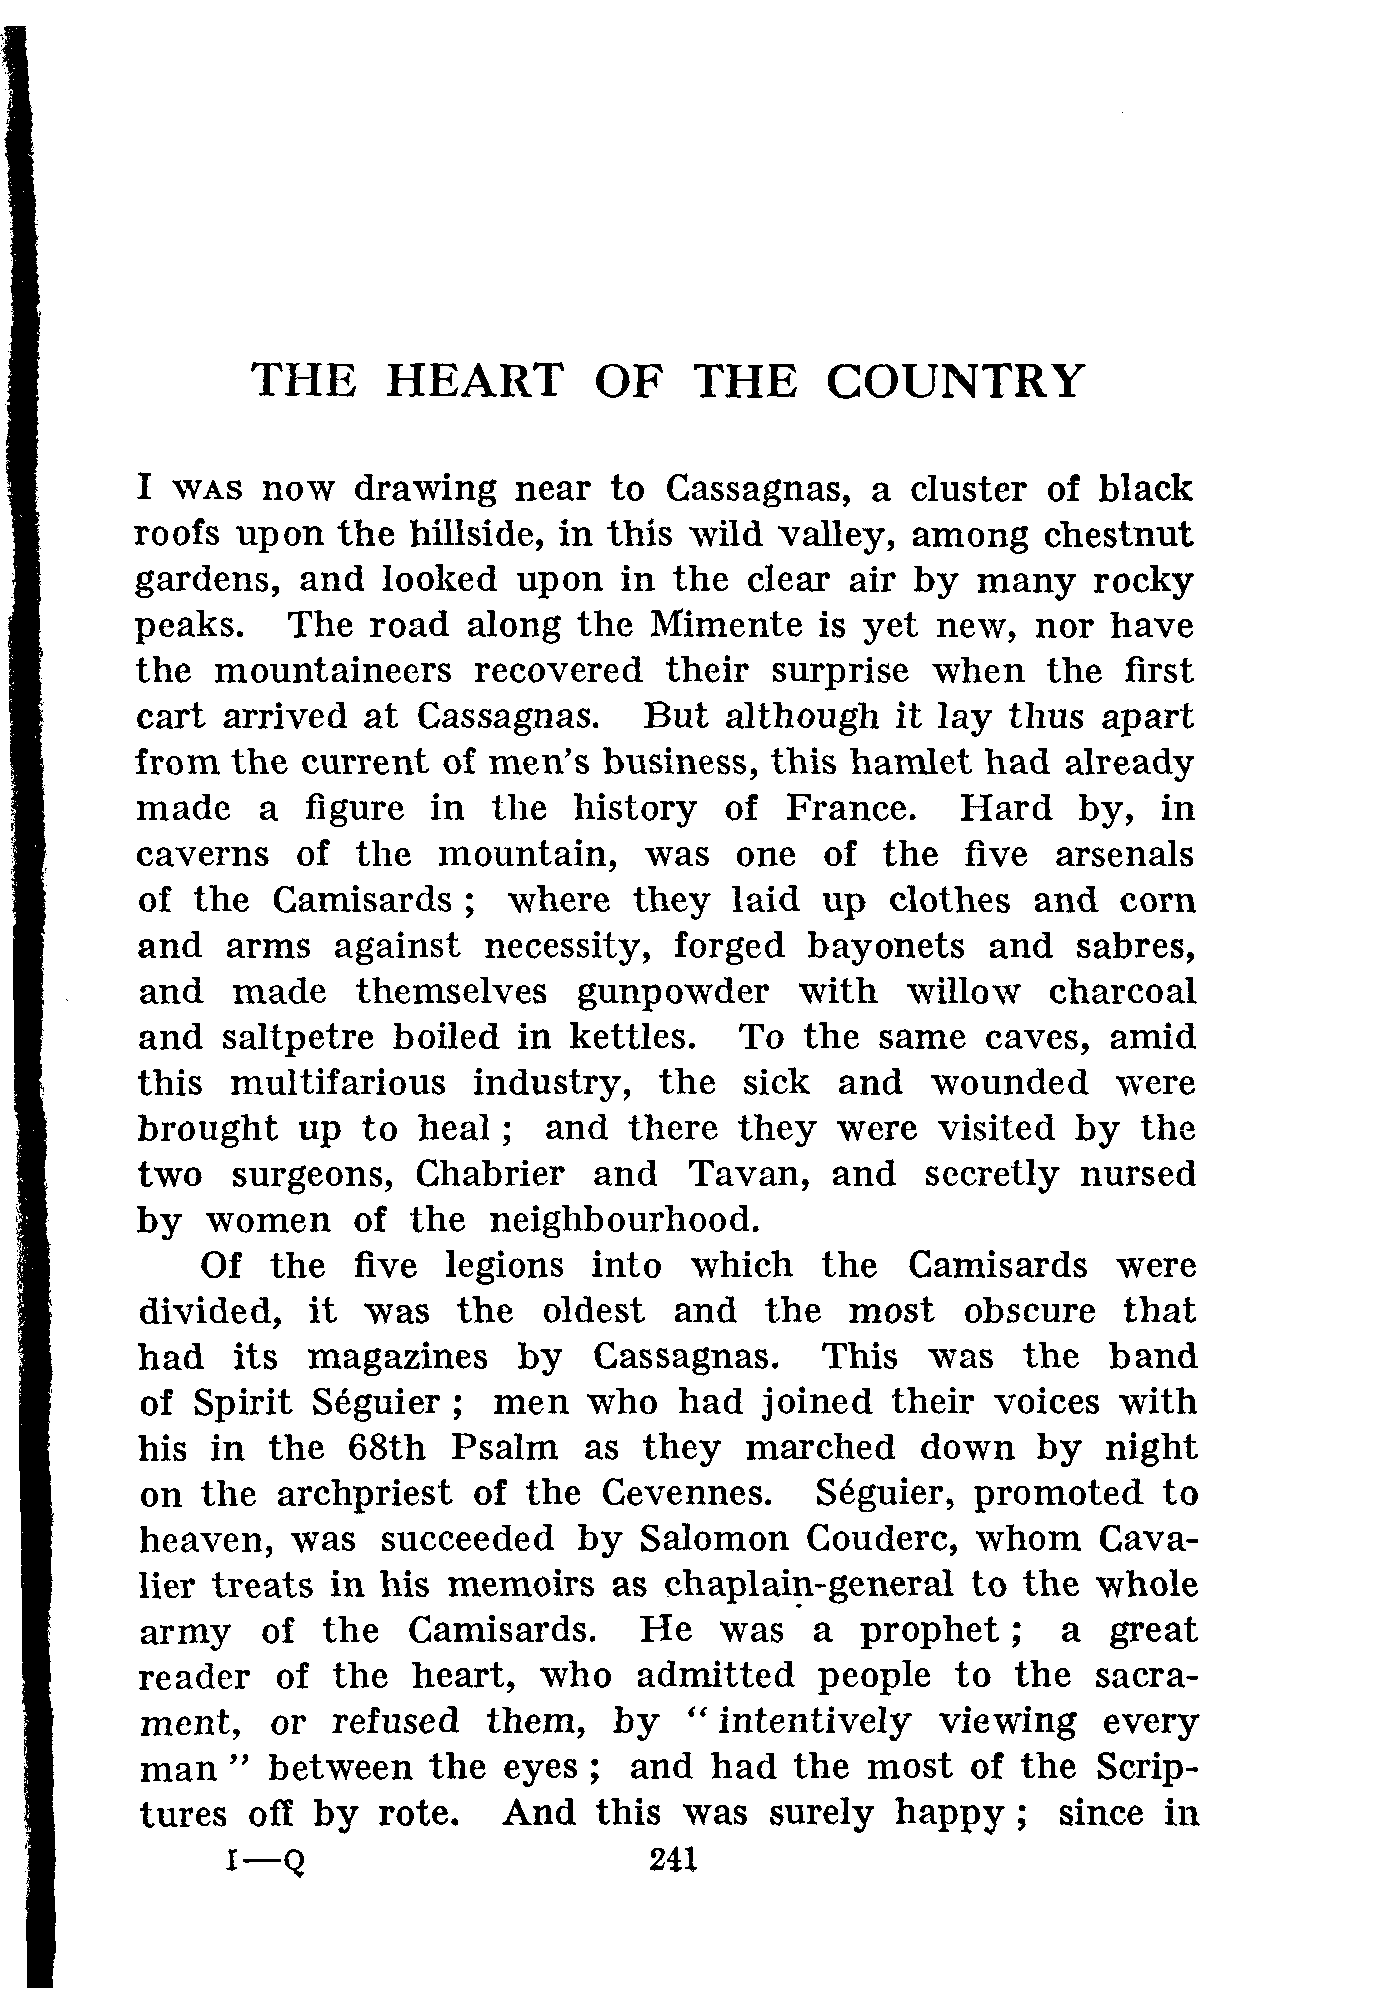 THE HEART OF THE COUNTRY
I WAS now drawing near to Cassagnas, a cluster of black
roofs upon the hillside, in this wild valley, among chestnut
gardens, and looked upon in the clear air by many rocky
peaks. The road along the Mimente is yet new, nor have
the mountaineers recovered their surprise when the first
cart arrived at Cassagnas. But although it lay thus apart
from the current of men's business, this hamlet had already
made a figure in the history of France. Hard by, in
caverns of the mountain, was one of the five arsenals
of the Camisards ; where they laid up clothes and corn
and arms against necessity, forged bayonets and sabres,
and made themselves gunpowder with willow charcoal
and saltpetre boiled in kettles. To the same caves, amid
this multifarious industry, the sick and wounded were
brought up to heal ; and there they were visited by the
two surgeons, Chabrier and Tavan, and secretly nursed
by women of the neighbourhood.
Of the five legions into which the Camisards were
divided, it was the oldest and the most obscure that
had its magazines by Cassagnas. This was the band
of Spirit Séguier ; men who had joined their voices with
his in the 68th Psalm as they marched down by night
on the archpriest of the Cevennes. Séguier, promoted to
heaven, was succeeded by Salomon Couderc, whom Cava-
lier treats in his memoirs as chaplain-general to the whole
army of the Camisards. He was a prophet ; a great
reader of the heart, who admitted people to the sacra-
ment, or refused them, by “ intentively viewing every
man ” between the eyes ; and had the most of the Scrip-
tures off by rote. And this was surely happy ; since in
I—Q 241